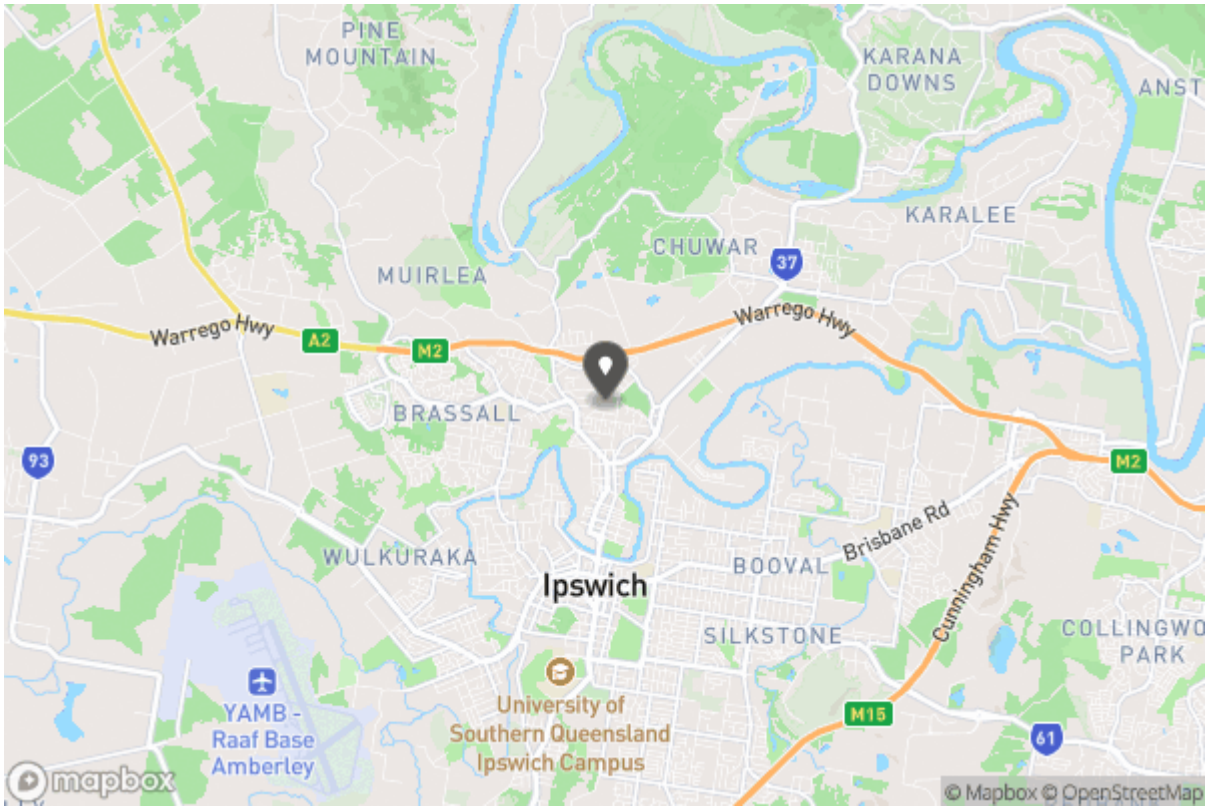 PINE
MOUNTAIN
KARANA
DOWNS
ANST
KARALEE
CHUWAR
37
MUIRLEA
Warrego Hwy
Warrego Hwy
A2
M2
BRASSALL
93
M2
Brisbane Rd
Cunningham Hwy
WULKURAKA
BOOVAL
Ipswich
SILKSTONE
COLLINGWO
PARK
University of
Southern Queensland
Ipswich Campus
YAMB -
Raaf Base
Amberley
M15
61
mapbox
© Mapbox © OpenStreetMap